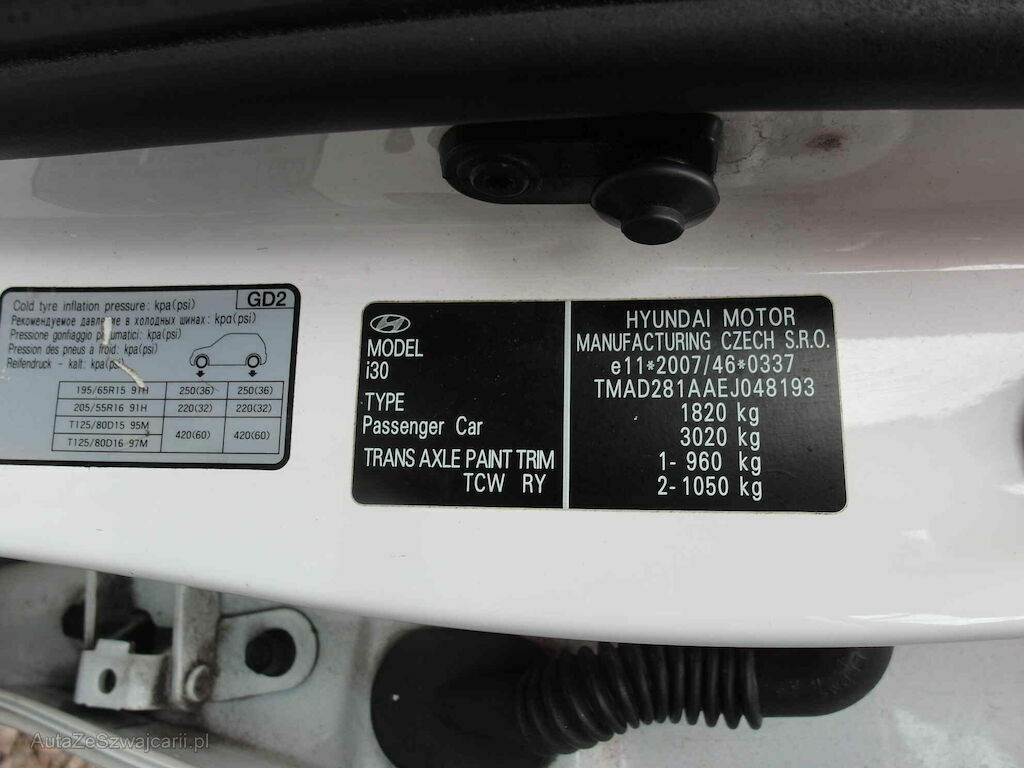 Cold tyre inflation pressure: kpa(psi) GD2
Рекомендуемое давление в холодных шинах: kpa(psi)
Pressione gonfiaggio pneumatici: kpa(psi)
Pression des pneus a froid: kpa(psi)
Reifendruck - kalt: kpa(psi)
195/65R15 91H 250(36) 250(36)
205/55R16 91H 220(32) 220(32)
T125/80D15 95M
T125/80D16 97M 420(60) 420(60)
MODEL
i30
TYPE
Passenger Car
TRANS AXLE PAINT TRIM
TCW RY
HYUNDAI MOTOR
MANUFACTURING CZECH S.R.O.
e11*2007/46*0337
TMAD281AAEJ048193
1820 kg
3020 kg
1- 960 kg
2- 1050 kg
AutaZeSzwajcarii.pl